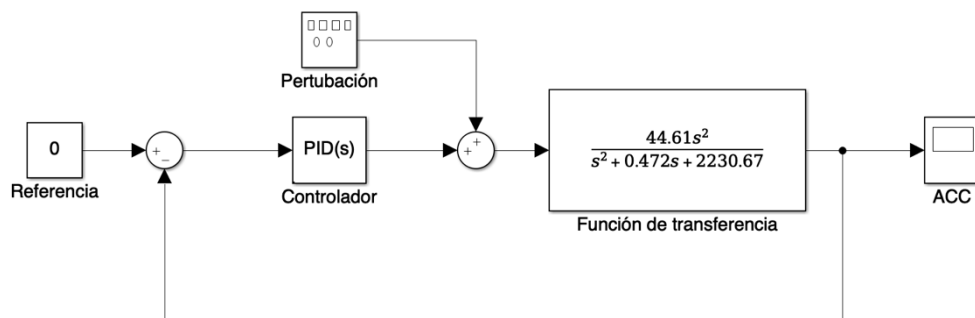 Pertubación
0
+
−
PID(s)
+
+
44.61s²
s² + 0.472s + 2230.67
Referencia
Controlador
Función de transferencia
ACC